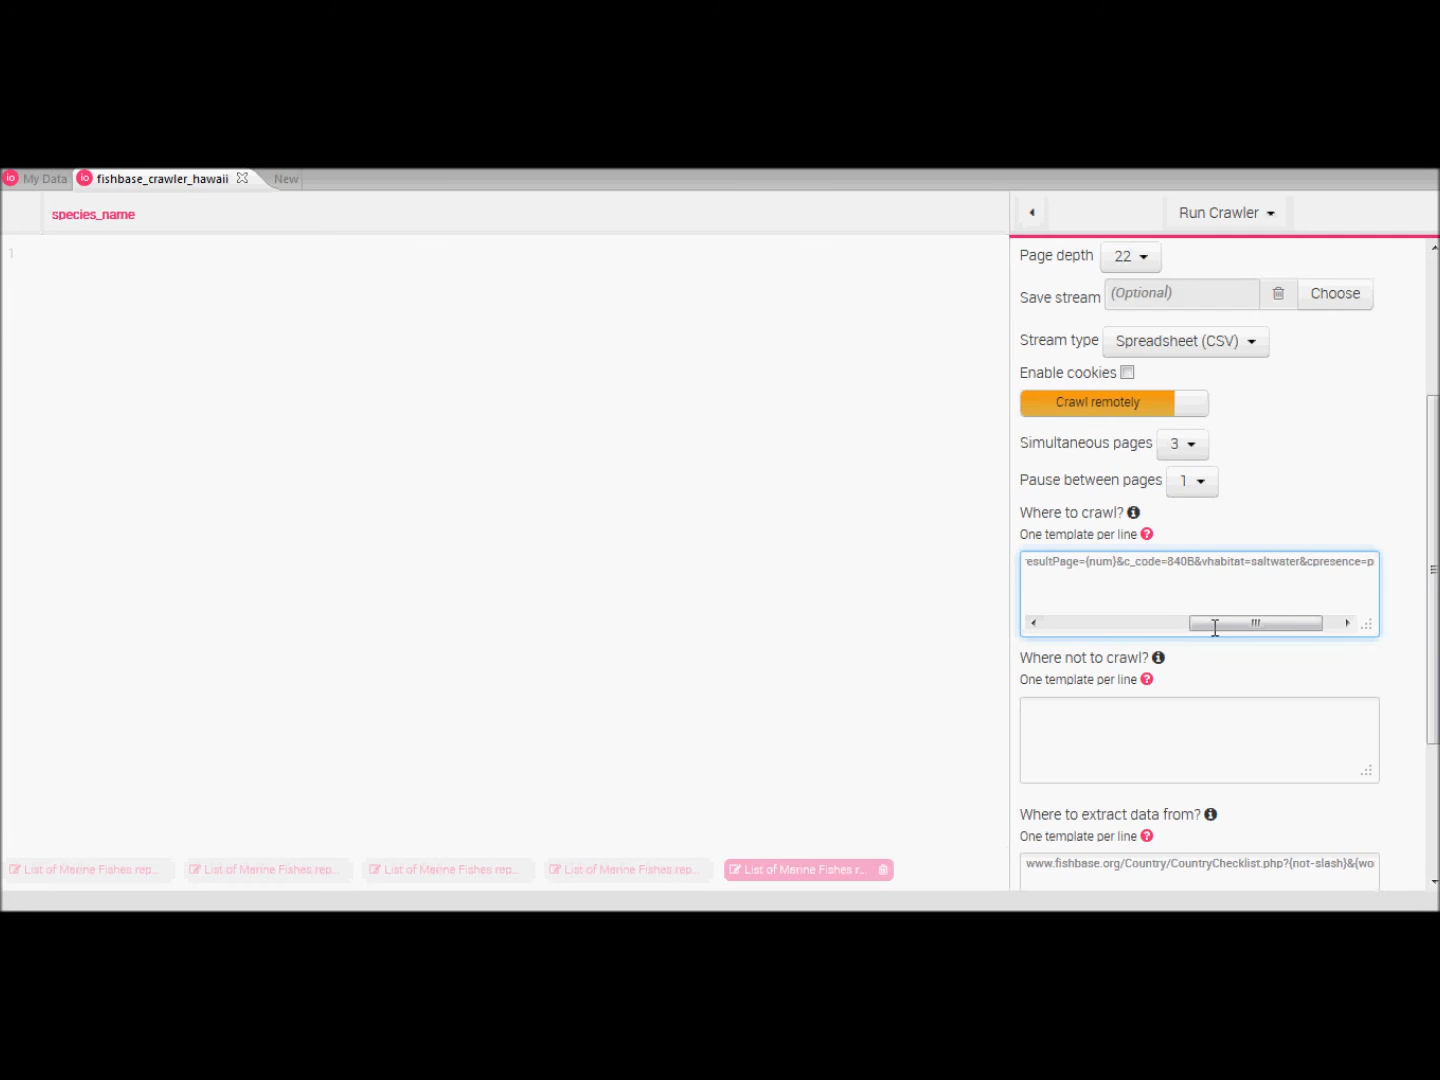 io My Data io fishbase_crawler_hawaii New
species_name
Run Crawler
1
Page depth 22
Save stream (Optional) Choose
Stream type Spreadsheet (CSV)
Enable cookies
Crawl remotely
Simultaneous pages 3
Pause between pages 1
Where to crawl?
One template per line ?
esultPage={num}&c_code=840B&vhabitat=saltwater&cpresence=p
Where not to crawl?
One template per line ?
Where to extract data from?
One template per line ?
www.fishbase.org/Country/CountryChecklist.php?{not-slash}&{wo
List of Marine Fishes rep... List of Marine Fishes rep... List of Marine Fishes rep... List of Marine Fishes rep... List of Marine Fishes r...